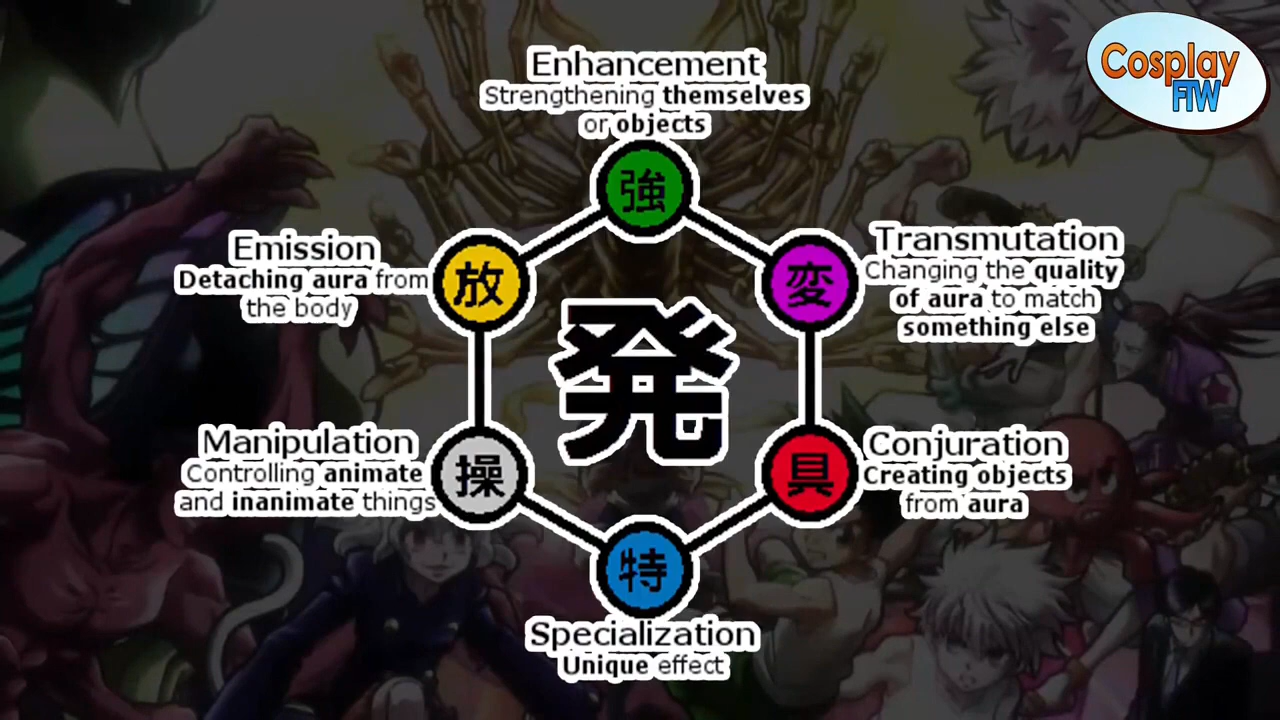 Cosplay
FTW
Enhancement
Strengthening themselves
or objects
強
Emission
Detaching aura from
the body
放
変
Transmutation
Changing the quality
of aura to match
something else
発
Manipulation
Controlling animate
and inanimate things
操
具
Conjuration
Creating objects
from aura
特
Specialization
Unique effect